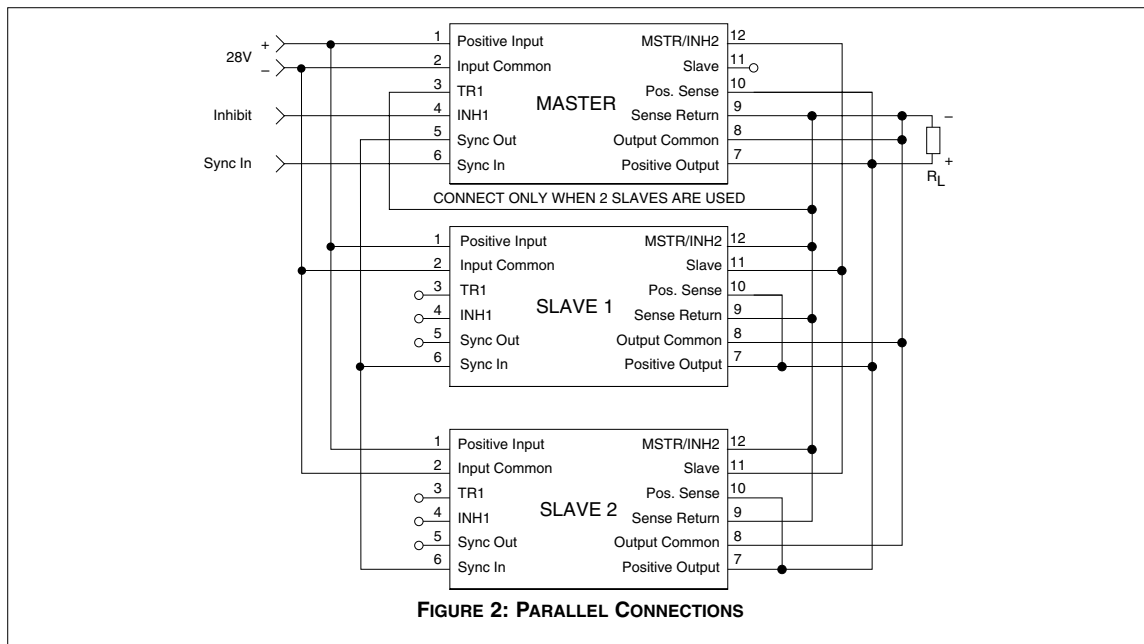 28V
+
–
Inhibit
Sync In
1 Positive Input
2 Input Common
3 TR1
4 INH1
5 Sync Out
6 Sync In
MASTER
MSTR/INH2 12
Slave 11
Pos. Sense 10
Sense Return 9
Output Common 8
Positive Output 7
–
+
RL
CONNECT ONLY WHEN 2 SLAVES ARE USED
1 Positive Input
2 Input Common
3 TR1
4 INH1
5 Sync Out
6 Sync In
SLAVE 1
MSTR/INH2 12
Slave 11
Pos. Sense 10
Sense Return 9
Output Common 8
Positive Output 7
1 Positive Input
2 Input Common
3 TR1
4 INH1
5 Sync Out
6 Sync In
SLAVE 2
MSTR/INH2 12
Slave 11
Pos. Sense 10
Sense Return 9
Output Common 8
Positive Output 7
FIGURE 2: PARALLEL CONNECTIONS